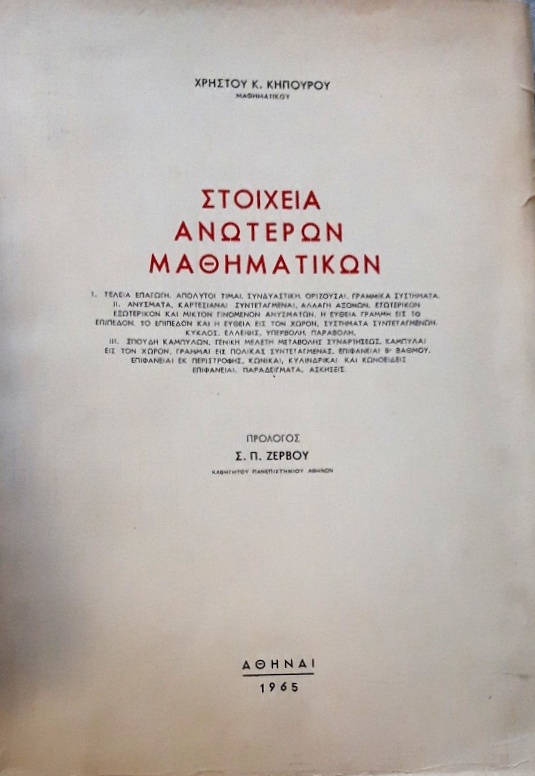 ΧΡΗΣΤΟΥ Κ. ΚΗΠΟΥΡΟΥ
ΜΑΘΗΜΑΤΙΚΟΥ
ΣΤΟΙΧΕΙΑ
ΑΝΩΤΕΡΩΝ
ΜΑΘΗΜΑΤΙΚΩΝ
I. ΤΕΛΕΙΑ ΕΠΑΓΩΓΗ, ΑΠΟΛΥΤΟΙ ΤΙΜΑΙ, ΣΥΝΔΥΑΣΤΙΚΗ, ΟΡΙΖΟΥΣΑΙ, ΓΡΑΜΜΙΚΑ ΣΥΣΤΗΜΑΤΑ.
II. ΑΝΥΣΜΑΤΑ, ΚΑΡΤΕΣΙΑΝΑΙ ΣΥΝΤΕΤΑΓΜΕΝΑΙ, ΑΛΛΑΓΗ ΑΞΟΝΩΝ, ΕΣΩΤΕΡΙΚΟΝ
ΕΞΩΤΕΡΙΚΟΝ ΚΑΙ ΜΙΚΤΟΝ ΓΙΝΟΜΕΝΟΝ ΑΝΥΣΜΑΤΩΝ, Η ΕΥΘΕΙΑ ΓΡΑΜΜΗ ΕΙΣ ΤΟ
ΕΠΙΠΕΔΟΝ, ΤΟ ΕΠΙΠΕΔΟΝ ΚΑΙ Η ΕΥΘΕΙΑ ΕΙΣ ΤΟΝ ΧΩΡΟΝ, ΣΥΣΤΗΜΑΤΑ ΣΥΝΤΕΤΑΓΜΕΝΩΝ,
ΚΥΚΛΟΣ, ΕΛΛΕΙΨΙΣ, ΥΠΕΡΒΟΛΗ, ΠΑΡΑΒΟΛΗ.
III. ΣΠΟΥΔΗ ΚΑΜΠΥΛΩΝ, ΓΕΝΙΚΗ ΜΕΛΕΤΗ ΜΕΤΑΒΟΛΗΣ ΣΥΝΑΡΤΗΣΕΩΣ, ΚΑΜΠΥΛΑΙ
ΕΙΣ ΤΟΝ ΧΩΡΟΝ, ΓΡΑΜΜΑΙ ΕΙΣ ΠΟΛΙΚΑΣ ΣΥΝΤΕΤΑΓΜΕΝΑΣ, ΕΠΙΦΑΝΕΙΑΙ Βᵃ ΒΑΘΜΟΥ,
ΕΠΙΦΑΝΕΙΑΙ ΕΚ ΠΕΡΙΣΤΡΟΦΗΣ, ΚΩΝΙΚΑΙ, ΚΥΛΙΝΔΡΙΚΑΙ ΚΑΙ ΚΩΝΟΕΙΔΕΙΣ
ΕΠΙΦΑΝΕΙΑΙ, ΠΑΡΑΔΕΙΓΜΑΤΑ, ΑΣΚΗΣΕΙΣ
ΠΡΟΛΟΓΟΣ
Σ. Π. ΖΕΡΒΟΥ
ΚΑΘΗΓΗΤΟΥ ΠΑΝΕΠΙΣΤΗΜΙΟΥ ΑΘΗΝΩΝ
ΑΘΗΝΑΙ
1965